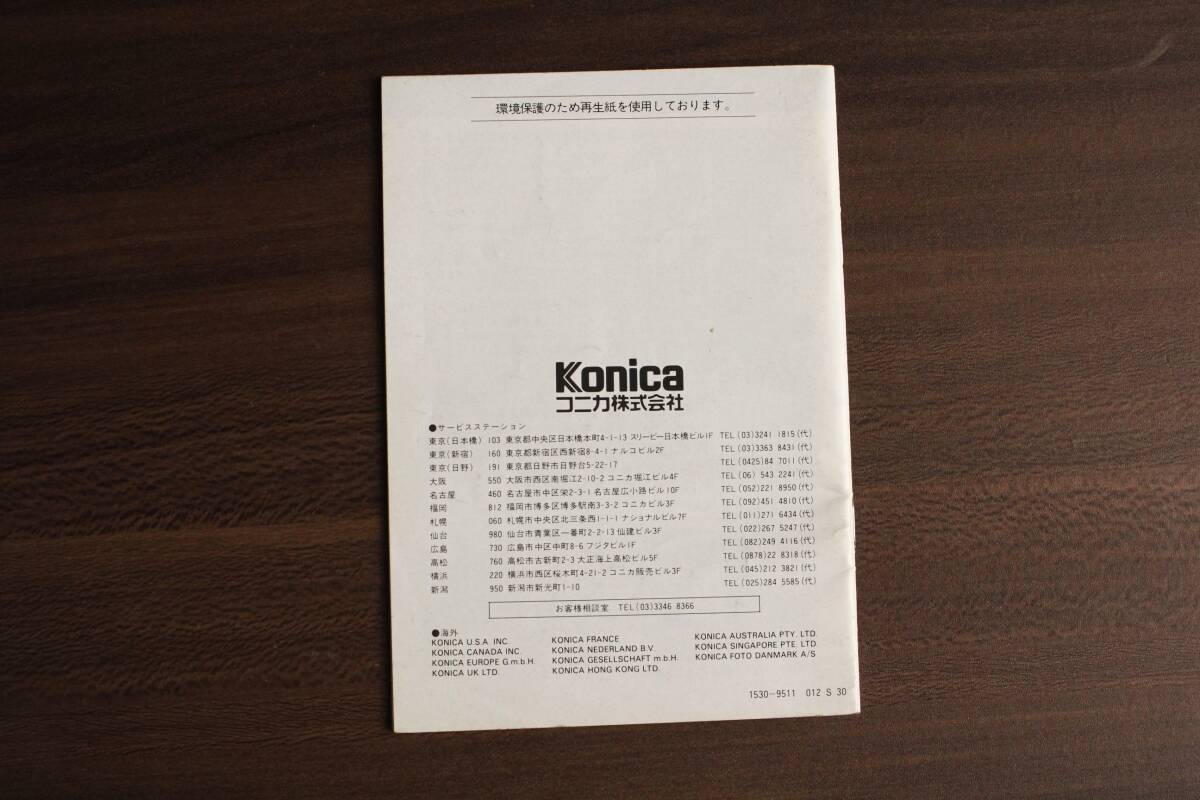 環境保護のため再生紙を使用しております。
Konica
コニカ株式会社
●サービスステーション
東京(日本橋) 103 東京都中央区日本橋本町4-1-13 スリービー日本橋ビル1F TEL(03)3241 1815(代)
東京(新宿) 160 東京都新宿区西新宿8-4-1 ナルコビル2F TEL(03)3363 8431(代)
東京(日野) 191 東京都日野市日野台5-22-17 TEL(0425)84 7011(代)
大阪 550 大阪市西区南堀江2-10-2 コニカ堀江ビル4F TEL(06) 543 2241(代)
名古屋 460 名古屋市中区栄2-3-1 名古屋広小路ビル10F TEL(052)221 8950(代)
福岡 812 福岡市博多区博多駅南3-3-2 コニカビル3F TEL(092)451 4810(代)
札幌 060 札幌市中央区北三条西1-1-1 ナショナルビル7F TEL(011)271 6434(代)
仙台 980 仙台市青葉区一番町2-2-13 仙建ビル3F TEL(022)267 5247(代)
広島 730 広島市中区中町8-6 フジタビル1F TEL(082)249 4116(代)
高松 760 高松市古新町2-3 大正海上高松ビル5F TEL(0878)22 8318(代)
横浜 220 横浜市西区桜木町4-21-2 コニカ販売ビル3F TEL(045)212 3821(代)
新潟 950 新潟市新光町1-10 TEL(025)284 5585(代)
お客様相談室 TEL(03)3346 8366
●海外
KONICA U.S.A. INC.
KONICA CANADA INC.
KONICA EUROPE G.m.b.H.
KONICA UK LTD.
KONICA FRANCE
KONICA NEDERLAND B.V.
KONICA GESELLSCHAFT m.b.H.
KONICA HONG KONG LTD.
KONICA AUSTRALIA PTY. LTD.
KONICA SINGAPORE PTE. LTD.
KONICA FOTO DANMARK A/S
1530-9511 012 S 30